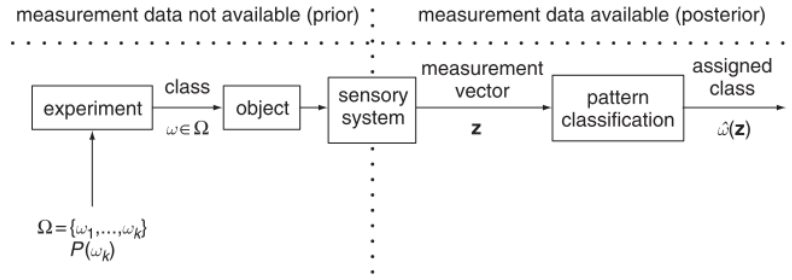 measurement data not available (prior)
measurement data available (posterior)
experiment
class
ω∈Ω
object
sensory
system
measurement
vector
z
pattern
classification
assigned
class
ω̂(z)
Ω={ω₁,...,ωₖ}
P(ωₖ)